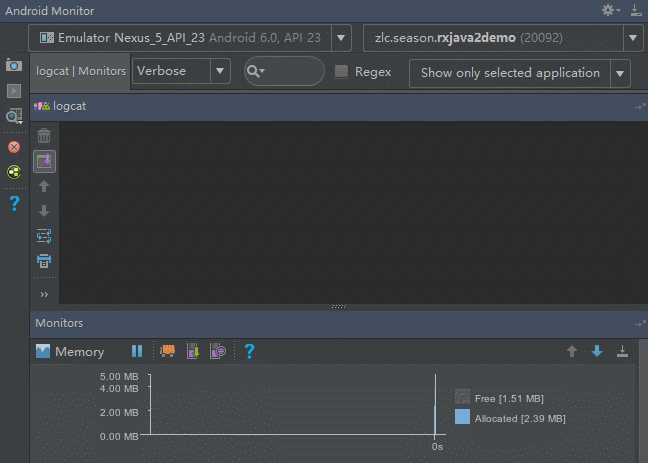 Android Monitor
Emulator Nexus_5_API_23 Android 6.0, API 23
zlc.season.rxjava2demo (20092)
logcat | Monitors
Verbose
Regex
Show only selected application
logcat
»
Monitors
Memory
?
5.00 MB
4.00 MB
2.00 MB
0.00 MB
0s
Free [1.51 MB]
Allocated [2.39 MB]